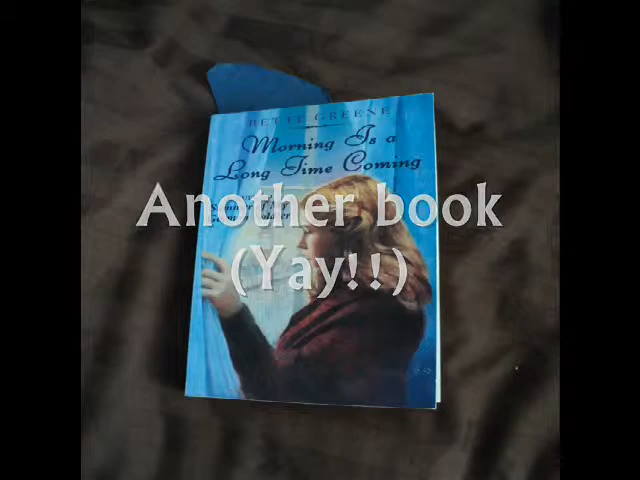 BETTE GREENE
Morning Is a
Long Time Coming
Another book
(Yay!!)